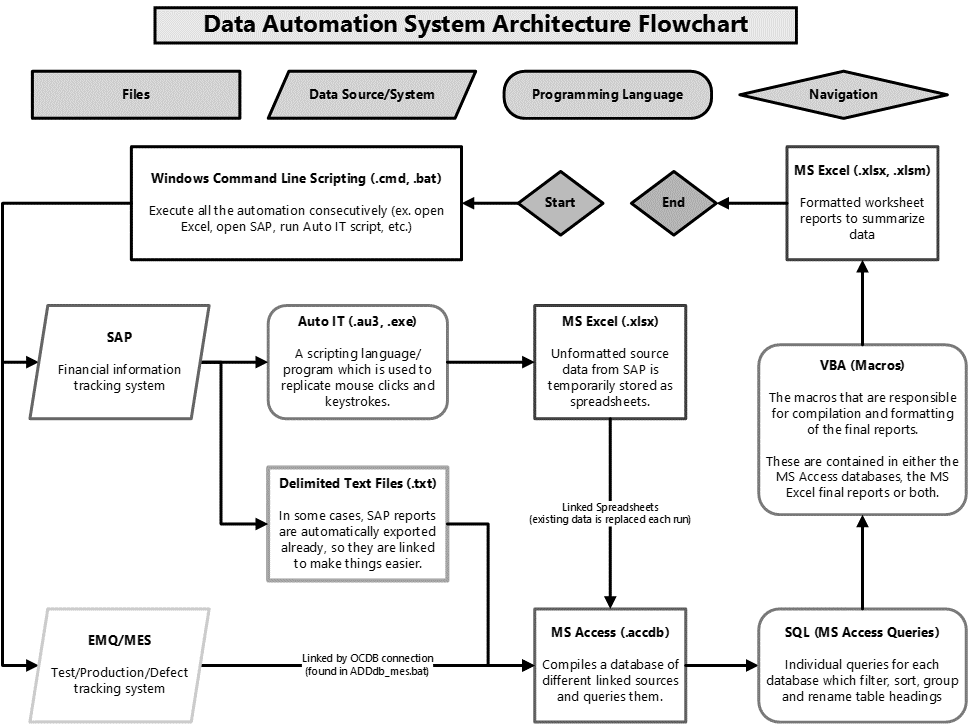 Data Automation System Architecture Flowchart
Files
Data Source/System
Programming Language
Navigation
Windows Command Line Scripting (.cmd, .bat)
Execute all the automation consecutively (ex. open
Excel, open SAP, run Auto IT script, etc.)
Start
End
MS Excel (.xlsx, .xlsm)
Formatted worksheet
reports to summarize
data
SAP
Financial information
tracking system
Auto IT (.au3, .exe)
A scripting language/
program which is used to
replicate mouse clicks and
keystrokes.
MS Excel (.xlsx)
Unformatted source
data from SAP is
temporarily stored as
spreadsheets.
VBA (Macros)
The macros that are responsible
for compilation and formatting
of the final reports.
These are contained in either the
MS Access databases, the MS
Excel final reports or both.
Delimited Text Files (.txt)
In some cases, SAP reports
are automatically exported
already, so they are linked
to make things easier.
Linked Spreadsheets
(existing data is replaced each run)
EMQ/MES
Test/Production/Defect
tracking system
Linked by OCDB connection
(found in ADDdb_mes.bat)
MS Access (.accdb)
Compiles a database of
different linked sources
and queries them.
SQL (MS Access Queries)
Individual queries for each
database which filter, sort, group
and rename table headings